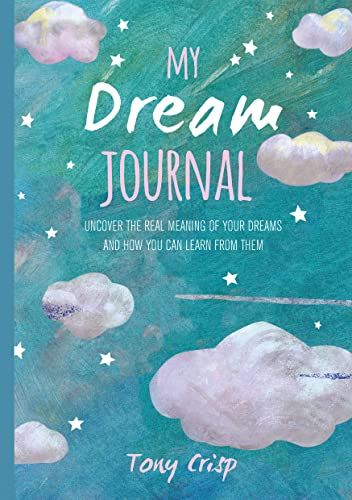 MY
Dream
JOURNAL
UNCOVER THE REAL MEANING OF YOUR DREAMS
AND HOW YOU CAN LEARN FROM THEM
Tony Crisp